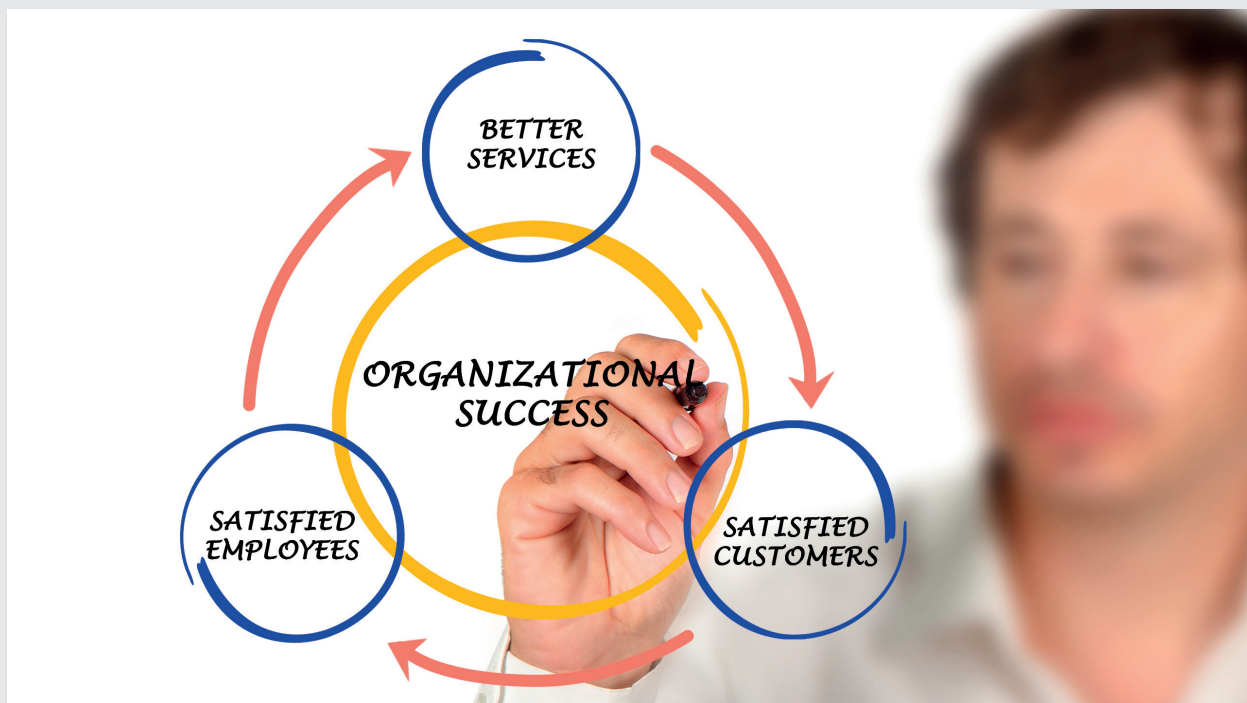 BETTER
SERVICES
ORGANIZATIONAL
SUCCESS
SATISFIED
EMPLOYEES
SATISFIED
CUSTOMERS